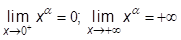 lim x^α = 0; lim x^α = +∞
x→0⁺ x→+∞